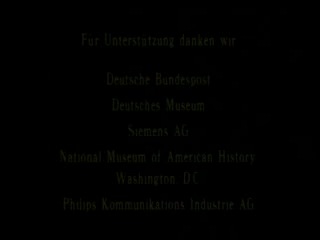 Für Unterstützung danken wir
Deutsche Bundespost
Deutsches Museum
Siemens AG
National Museum of American History
Washington, D.C.
Philips Kommunikations Industrie AG